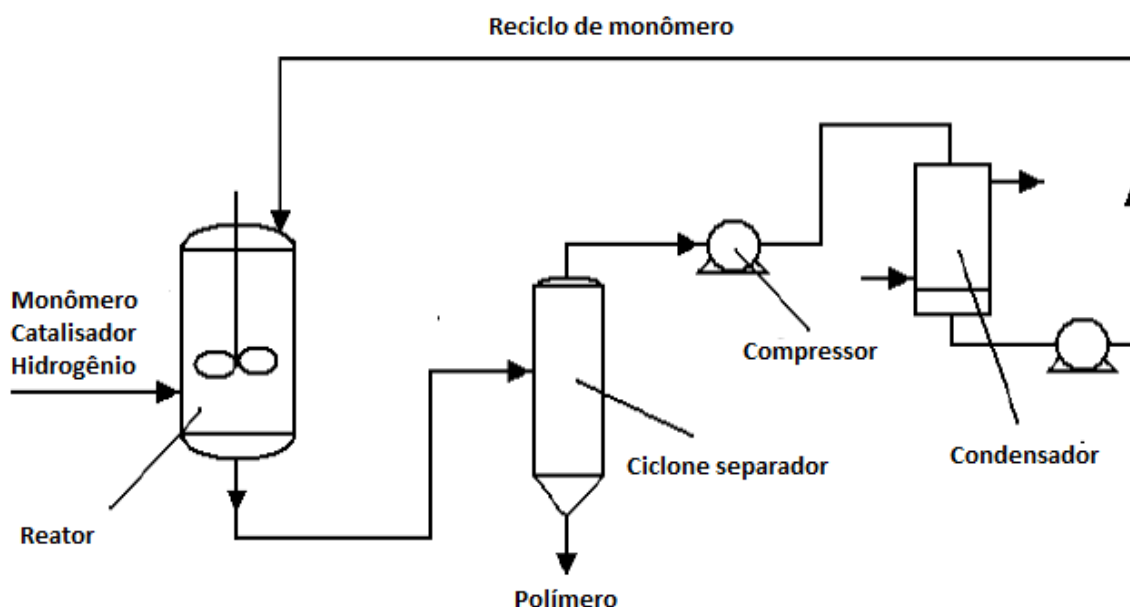 Reciclo de monômero
Monômero
Catalisador
Hidrogênio
Compressor
Ciclone separador
Condensador
Reator
Polímero